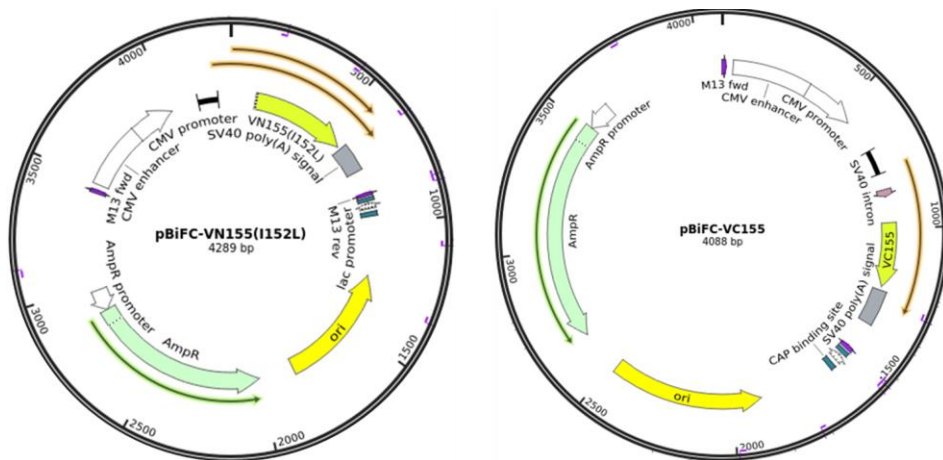 4000
500
VN155(I152L)
CMV promoter
SV40 poly(A) signal
3500
M13 fwd
CMV enhancer
1000
M13 rev
lac promoter
pBiFC-VN155(I152L)
4289 bp
AmpR promoter
3000
AmpR
ori
1500
2500
2000
M13 fwd
CMV enhancer
CMV promoter
500
3500
AmpR promoter
SV40 intron
1000
AmpR
pBiFC-VC155
4088 bp
VC155
3000
SV40 poly(A) signal
CAP binding site
1500
ori
2500
2000